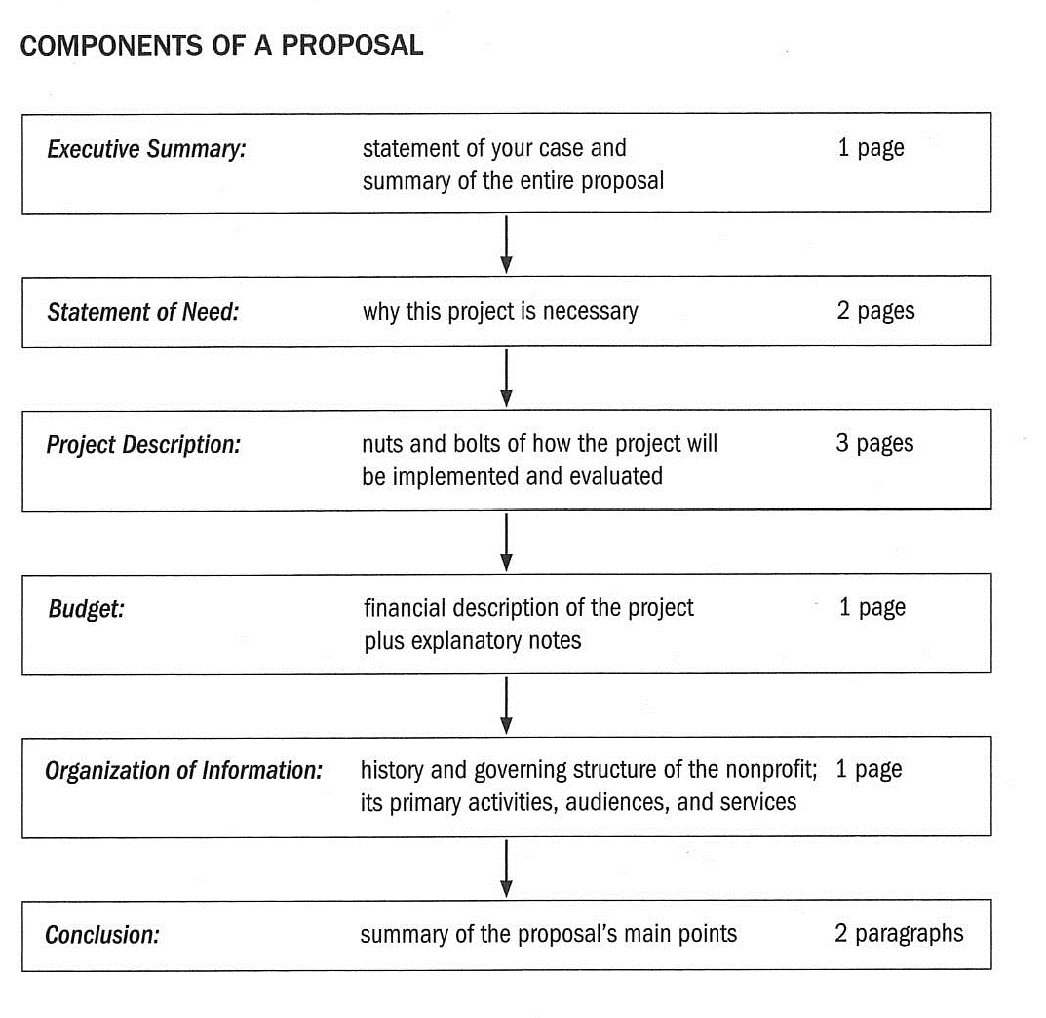 COMPONENTS OF A PROPOSAL
Executive Summary: statement of your case and 1 page
summary of the entire proposal
Statement of Need: why this project is necessary 2 pages
Project Description: nuts and bolts of how the project will 3 pages
be implemented and evaluated
Budget: financial description of the project 1 page
plus explanatory notes
Organization of Information: history and governing structure of the nonprofit; 1 page
its primary activities, audiences, and services
Conclusion: summary of the proposal's main points 2 paragraphs